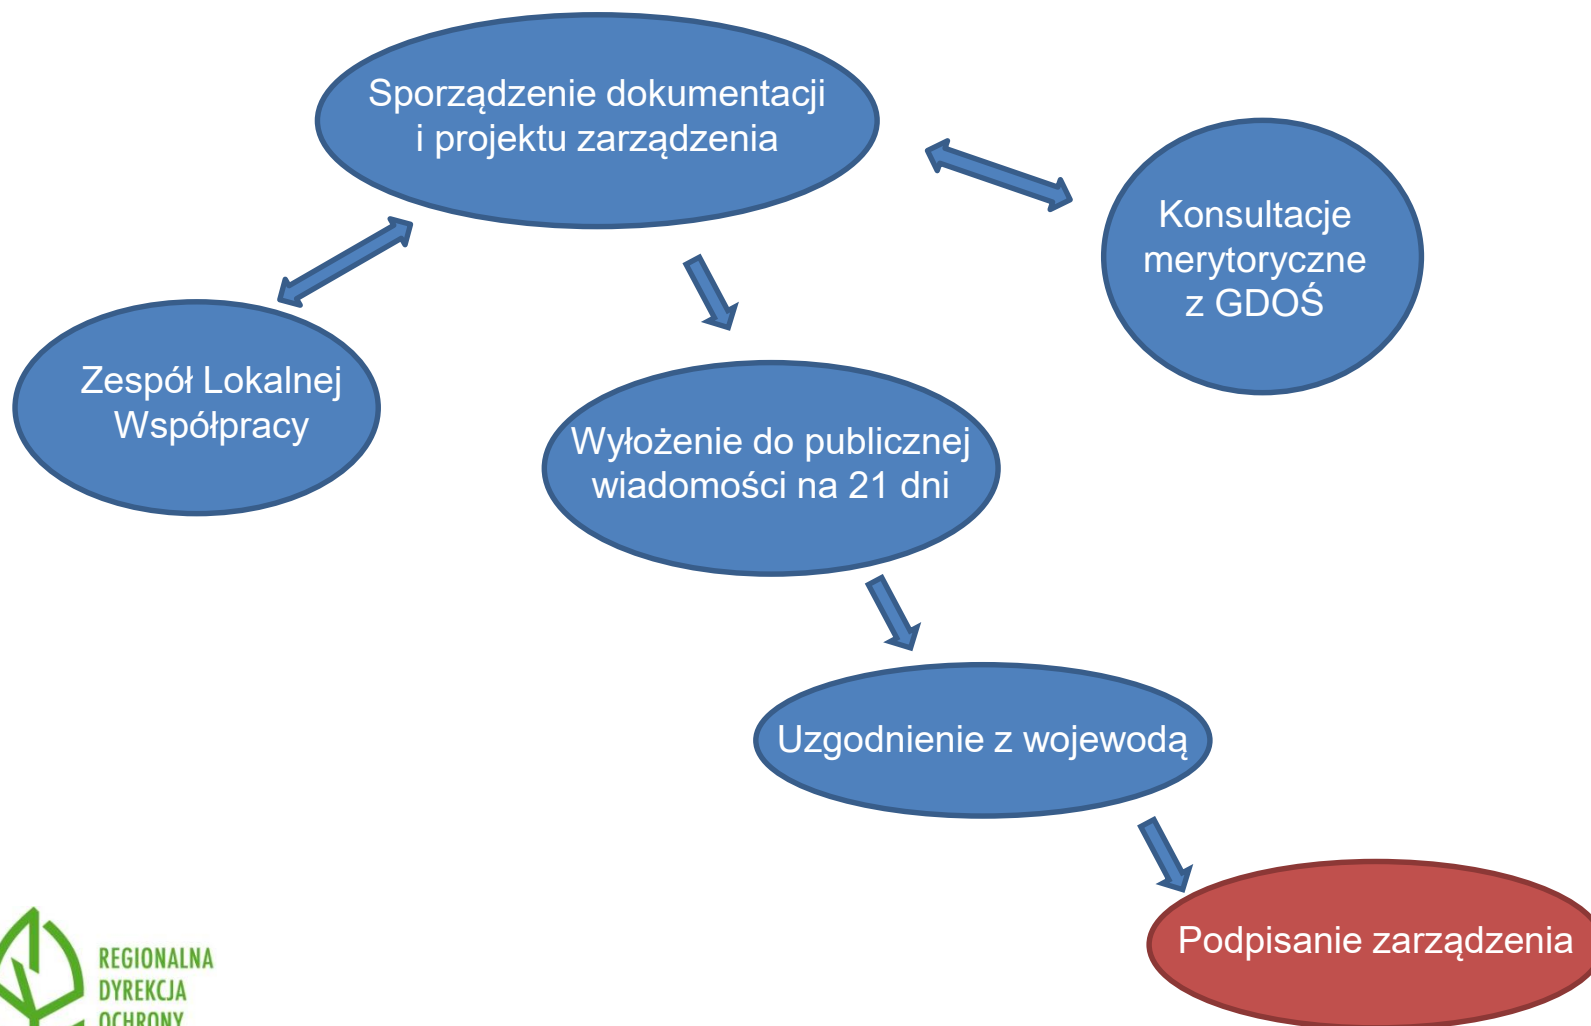 Sporządzenie dokumentacji
i projektu zarządzenia
Konsultacje
merytoryczne
z GDOŚ
Zespół Lokalnej
Współpracy
Wyłożenie do publicznej
wiadomości na 21 dni
Uzgodnienie z wojewodą
Podpisanie zarządzenia
REGIONALNA
DYREKCJA
OCHRONY